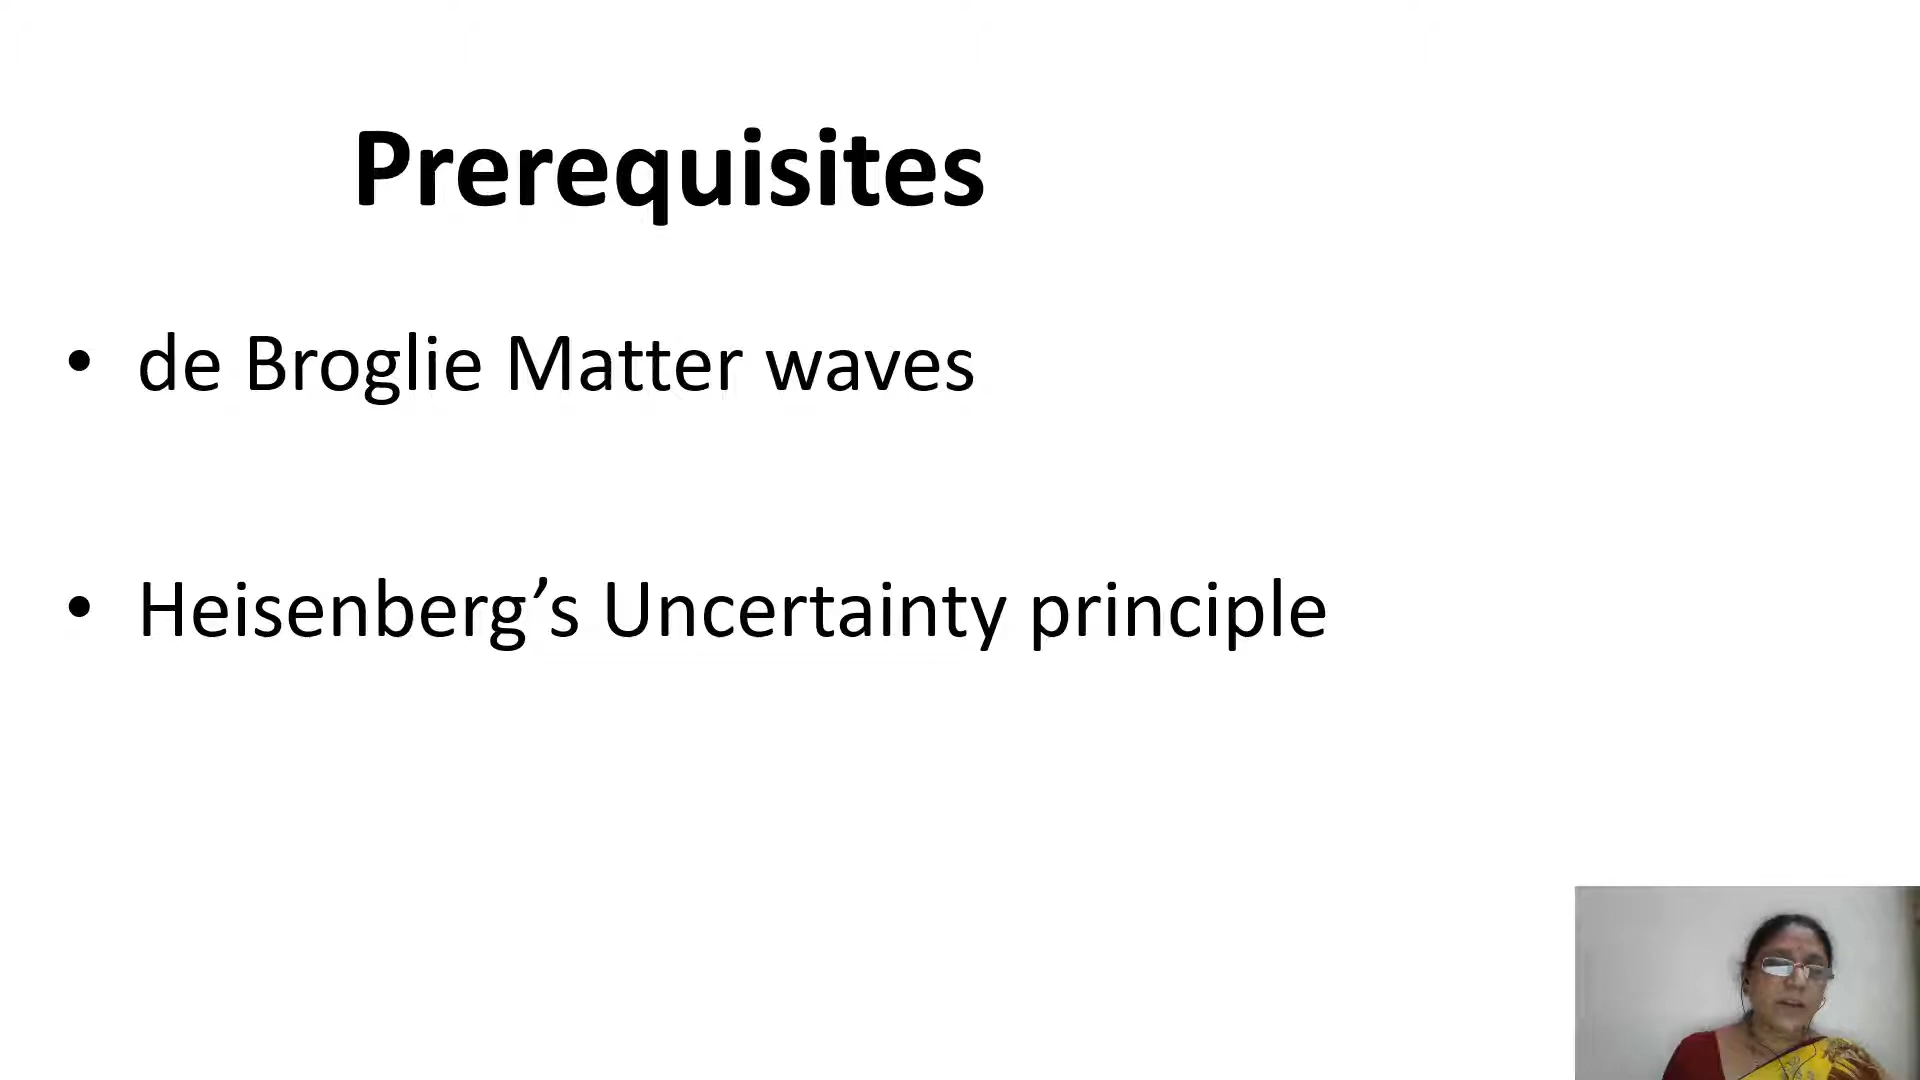 Prerequisites
• de Broglie Matter waves
• Heisenberg’s Uncertainty principle